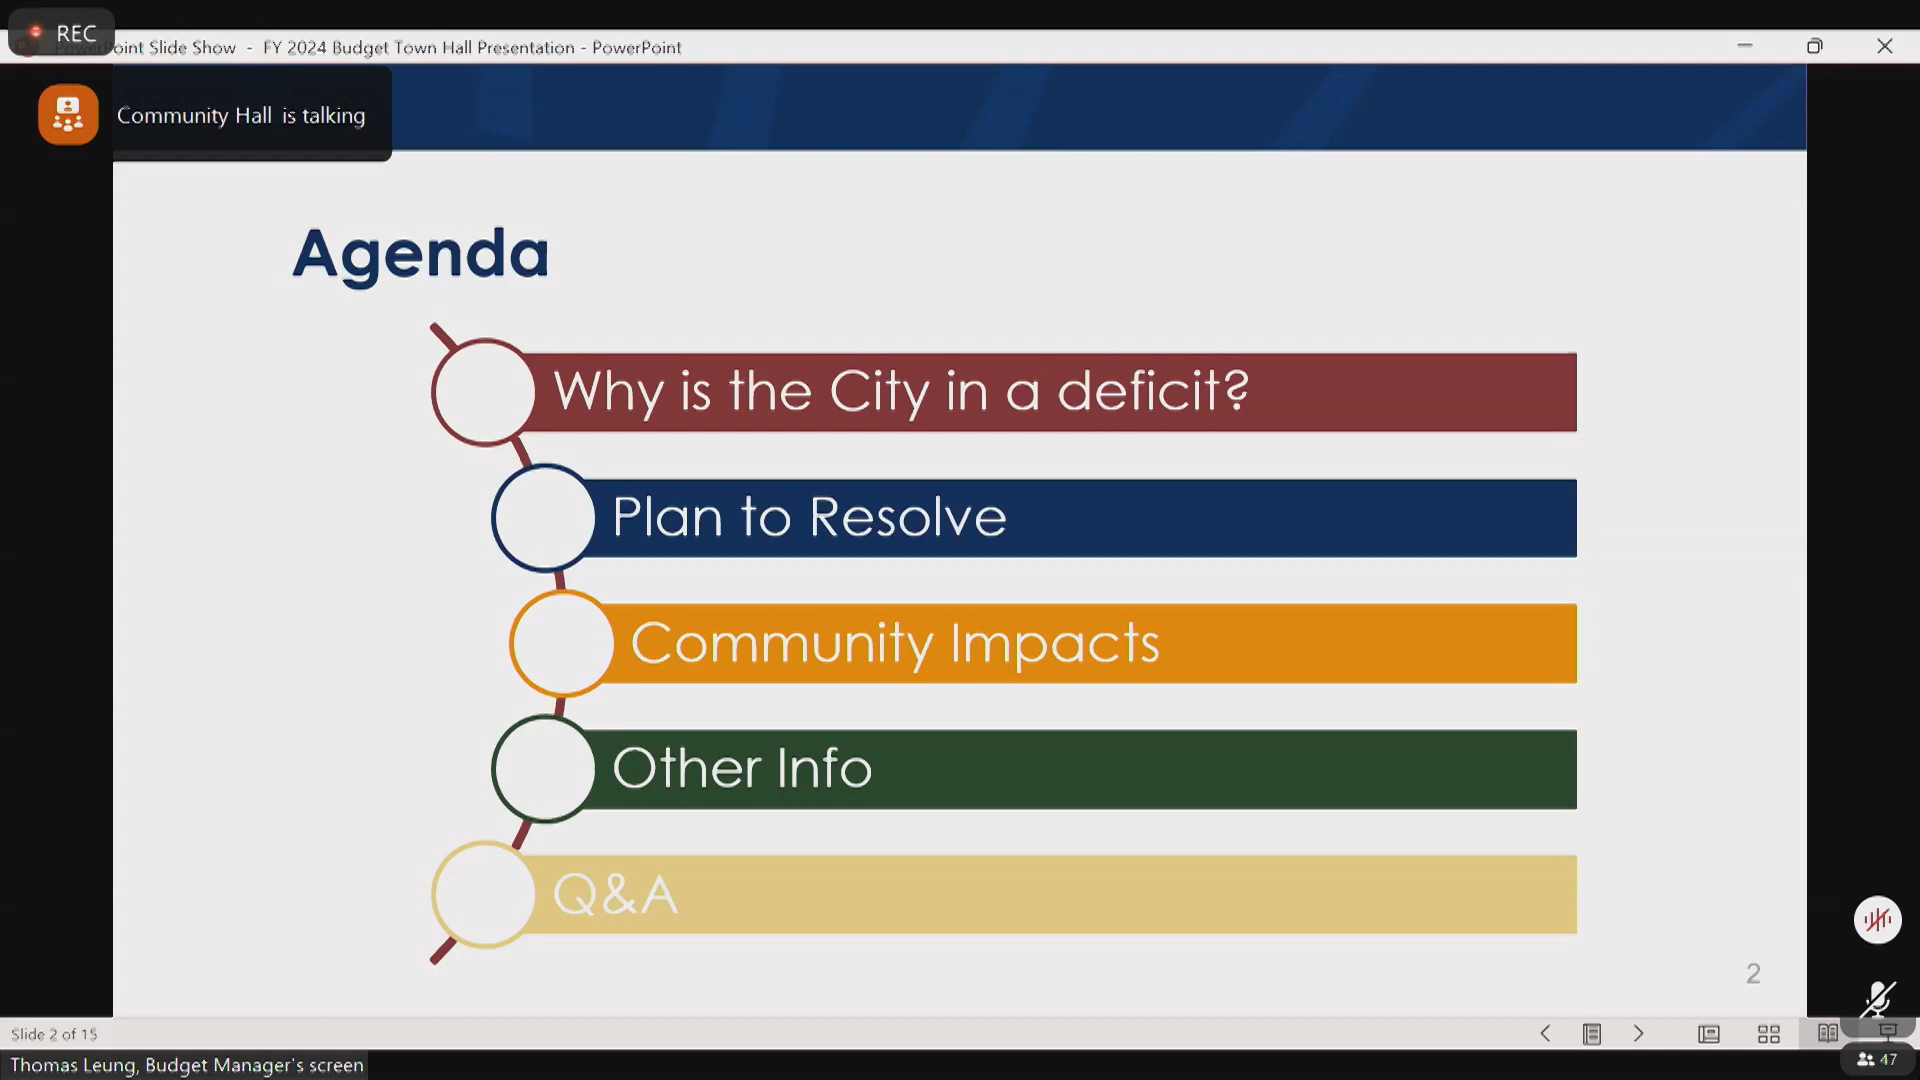 REC
PowerPoint Slide Show - FY 2024 Budget Town Hall Presentation - PowerPoint
Community Hall is talking
Agenda
Why is the City in a deficit?
Plan to Resolve
Community Impacts
Other Info
Q&A
2
Slide 2 of 15
Thomas Leung, Budget Manager's screen
47